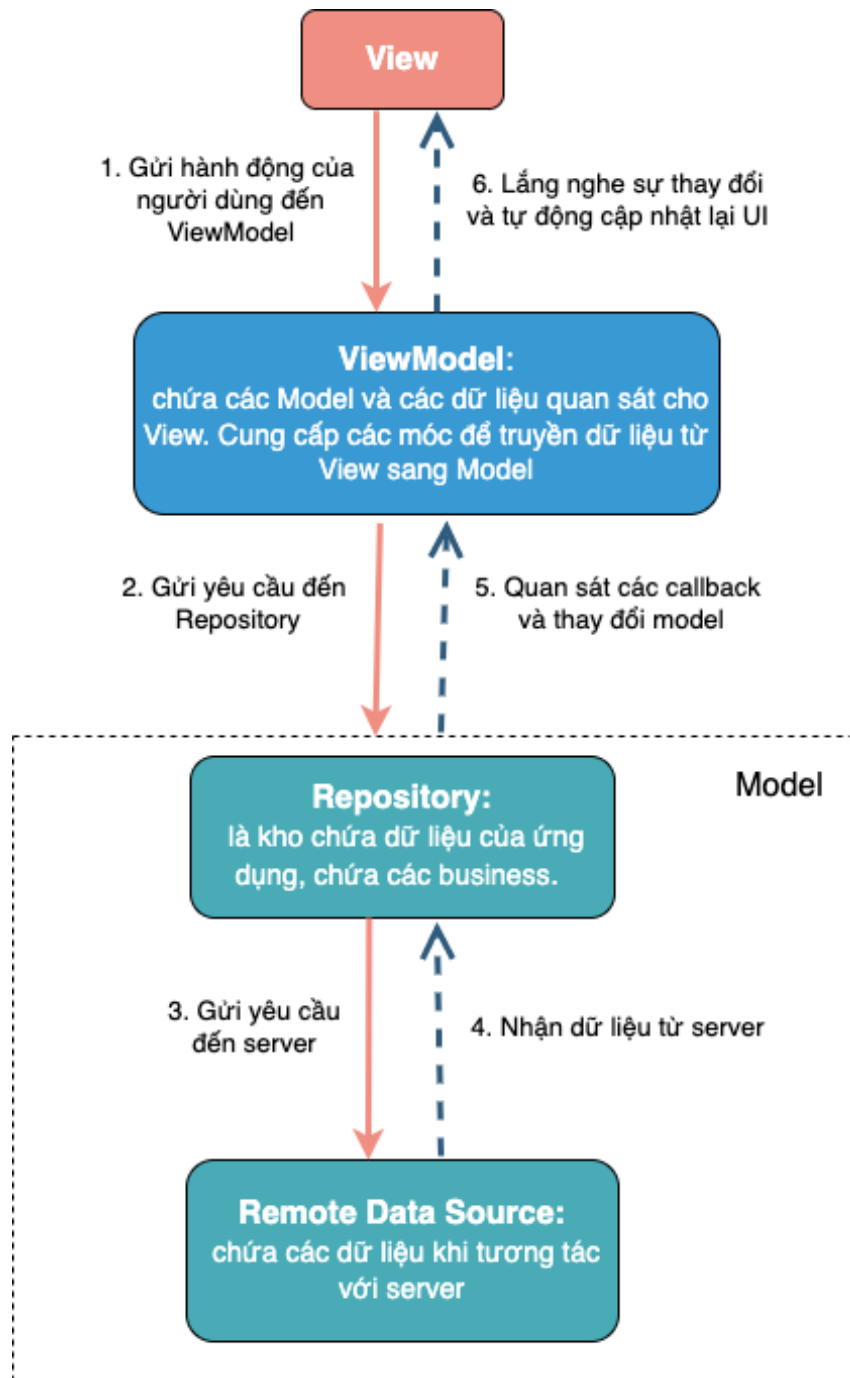 View
1. Gửi hành động của
người dùng đến
ViewModel
6. Lắng nghe sự thay đổi
và tự động cập nhật lại UI
ViewModel:
chứa các Model và các dữ liệu quan sát cho
View. Cung cấp các móc để truyền dữ liệu từ
View sang Model
2. Gửi yêu cầu đến
Repository
5. Quan sát các callback
và thay đổi model
Model
Repository:
là kho chứa dữ liệu của ứng
dụng, chứa các business.
3. Gửi yêu cầu
đến server
4. Nhận dữ liệu từ server
Remote Data Source:
chứa các dữ liệu khi tương tác
với server